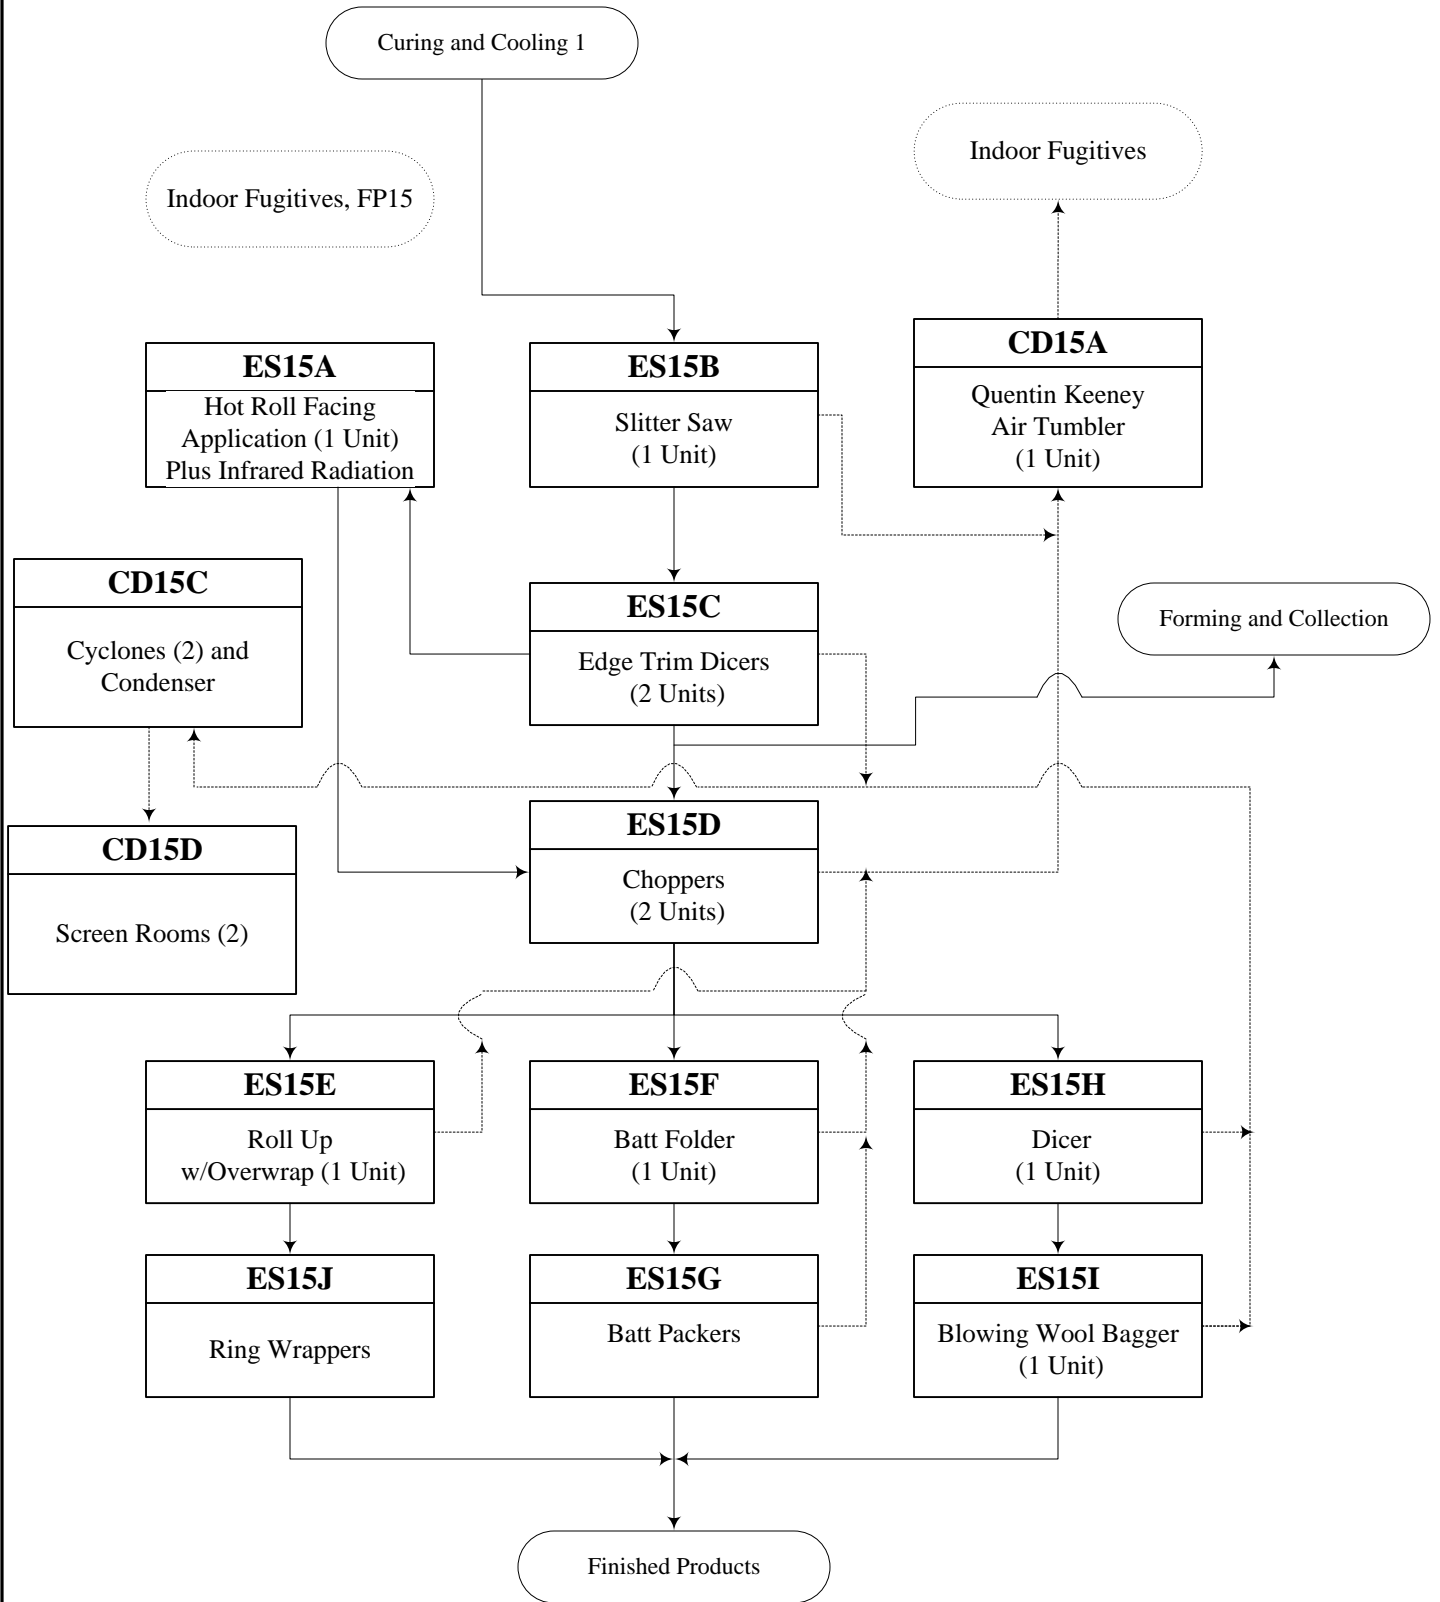 Curing and Cooling 1
Indoor Fugitives
Indoor Fugitives, FP15
ES15A
Hot Roll Facing
Application (1 Unit)
Plus Infrared Radiation
ES15B
Slitter Saw
(1 Unit)
CD15A
Quentin Keeney
Air Tumbler
(1 Unit)
CD15C
Cyclones (2) and
Condenser
ES15C
Edge Trim Dicers
(2 Units)
Forming and Collection
CD15D
Screen Rooms (2)
ES15D
Choppers
(2 Units)
ES15E
Roll Up
w/Overwrap (1 Unit)
ES15F
Batt Folder
(1 Unit)
ES15H
Dicer
(1 Unit)
ES15J
Ring Wrappers
ES15G
Batt Packers
ES15I
Blowing Wool Bagger
(1 Unit)
Finished Products